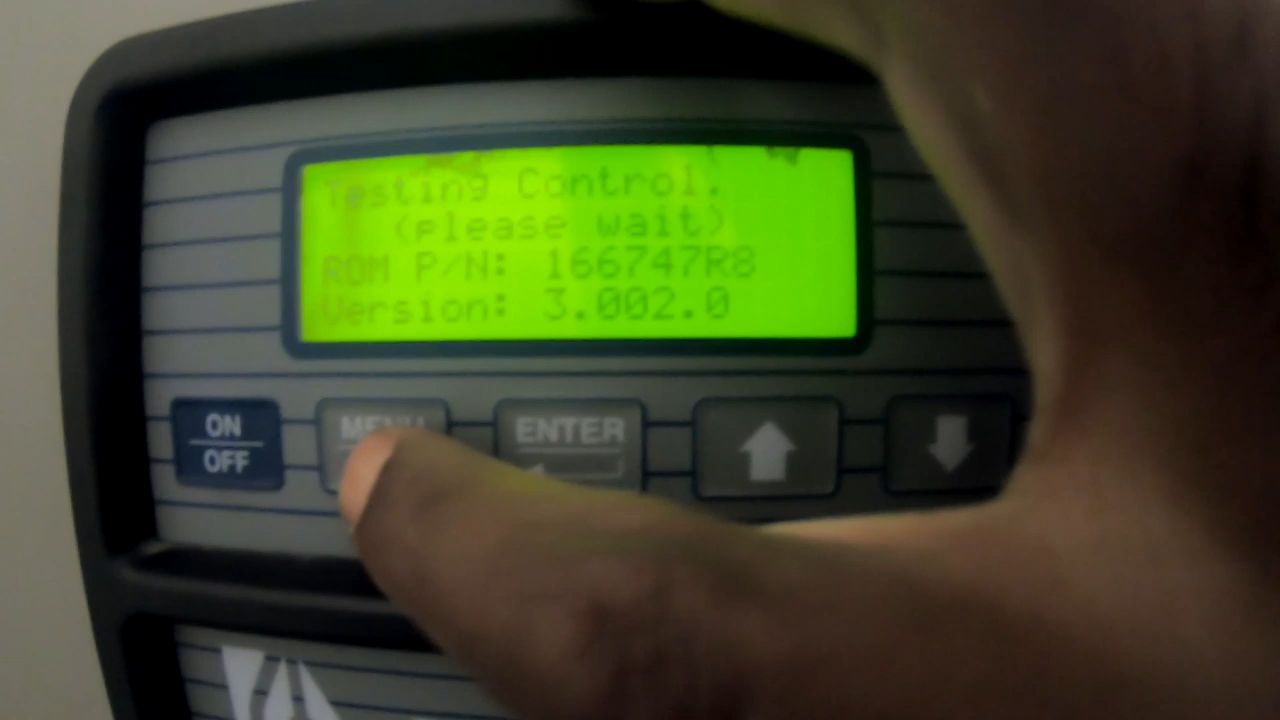 Testing Control.
(please wait)
ROM P/N: 166747R8
Version: 3.002.0
ON
OFF
MENU
ENTER